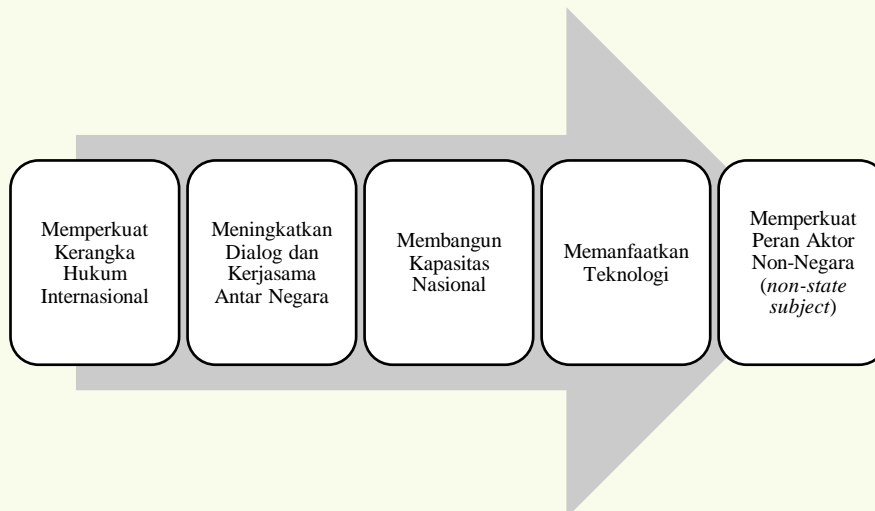 Memperkuat
Kerangka
Hukum
Internasional
Meningkatkan
Dialog dan
Kerjasama
Antar Negara
Membangun
Kapasitas
Nasional
Memanfaatkan
Teknologi
Memperkuat
Peran Aktor
Non-Negara
(non-state
subject)